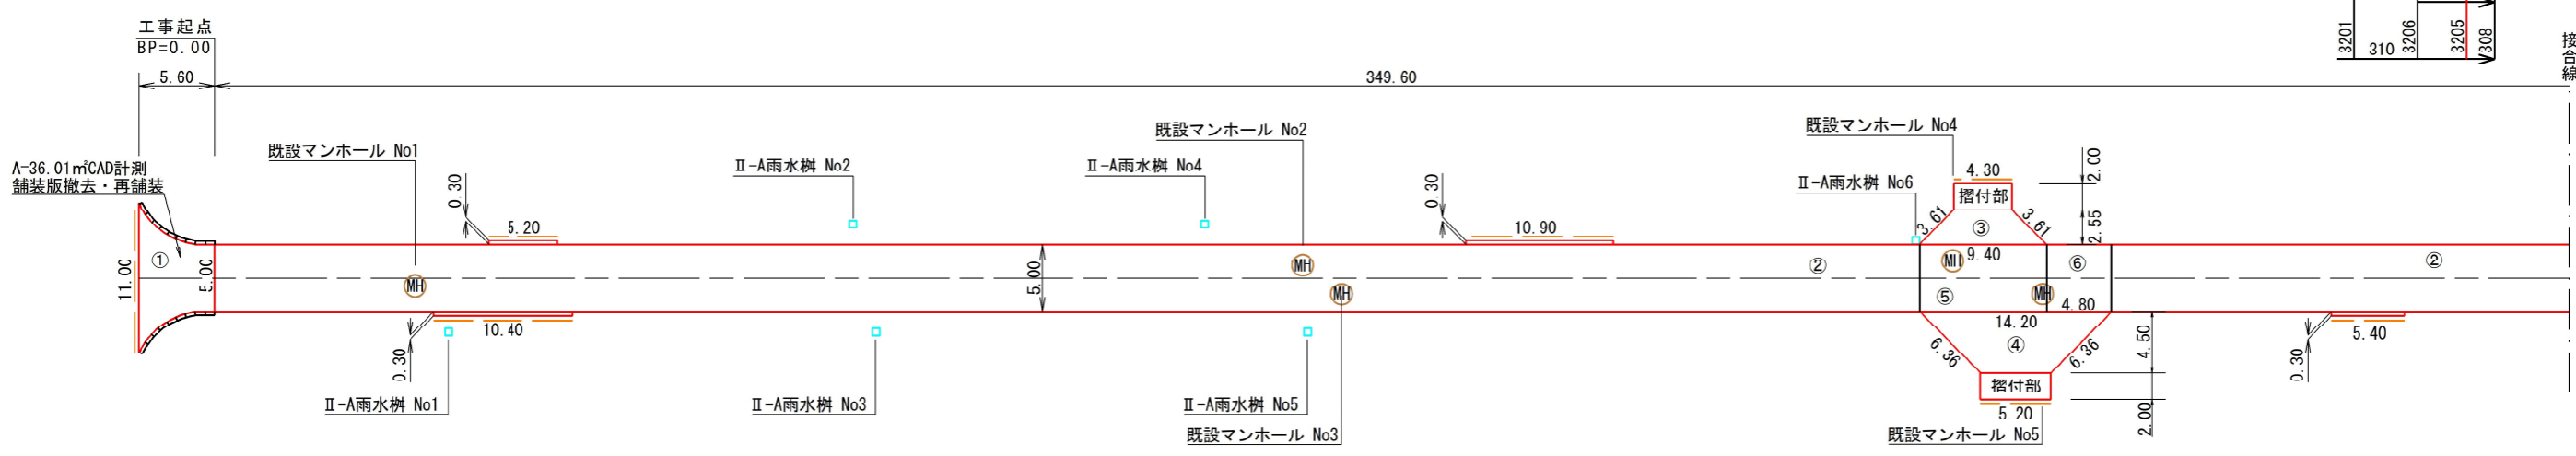 工事起点
BP=0.00
5.60
349.60
3201
310
3206
3205
308
接合線
A-36.01㎡CAD計測
舗装版撤去・再舗装
既設マンホール No1
Ⅱ-A雨水桝 No2
Ⅱ-A雨水桝 No4
既設マンホール No2
既設マンホール No4
Ⅱ-A雨水桝 No6
0.30
5.20
0.30
10.90
4.30
2.00
摺付部
3.61
3.61
2.55
③
①
11.00
5.00
MH
5.00
MH
MH
②
9.40
⑥
②
⑤
MH
4.80
10.40
0.30
14.20
④
6.36
6.36
4.50
摺付部
5.20
2.00
5.40
0.30
Ⅱ-A雨水桝 No1
Ⅱ-A雨水桝 No3
Ⅱ-A雨水桝 No5
既設マンホール No3
既設マンホール No5